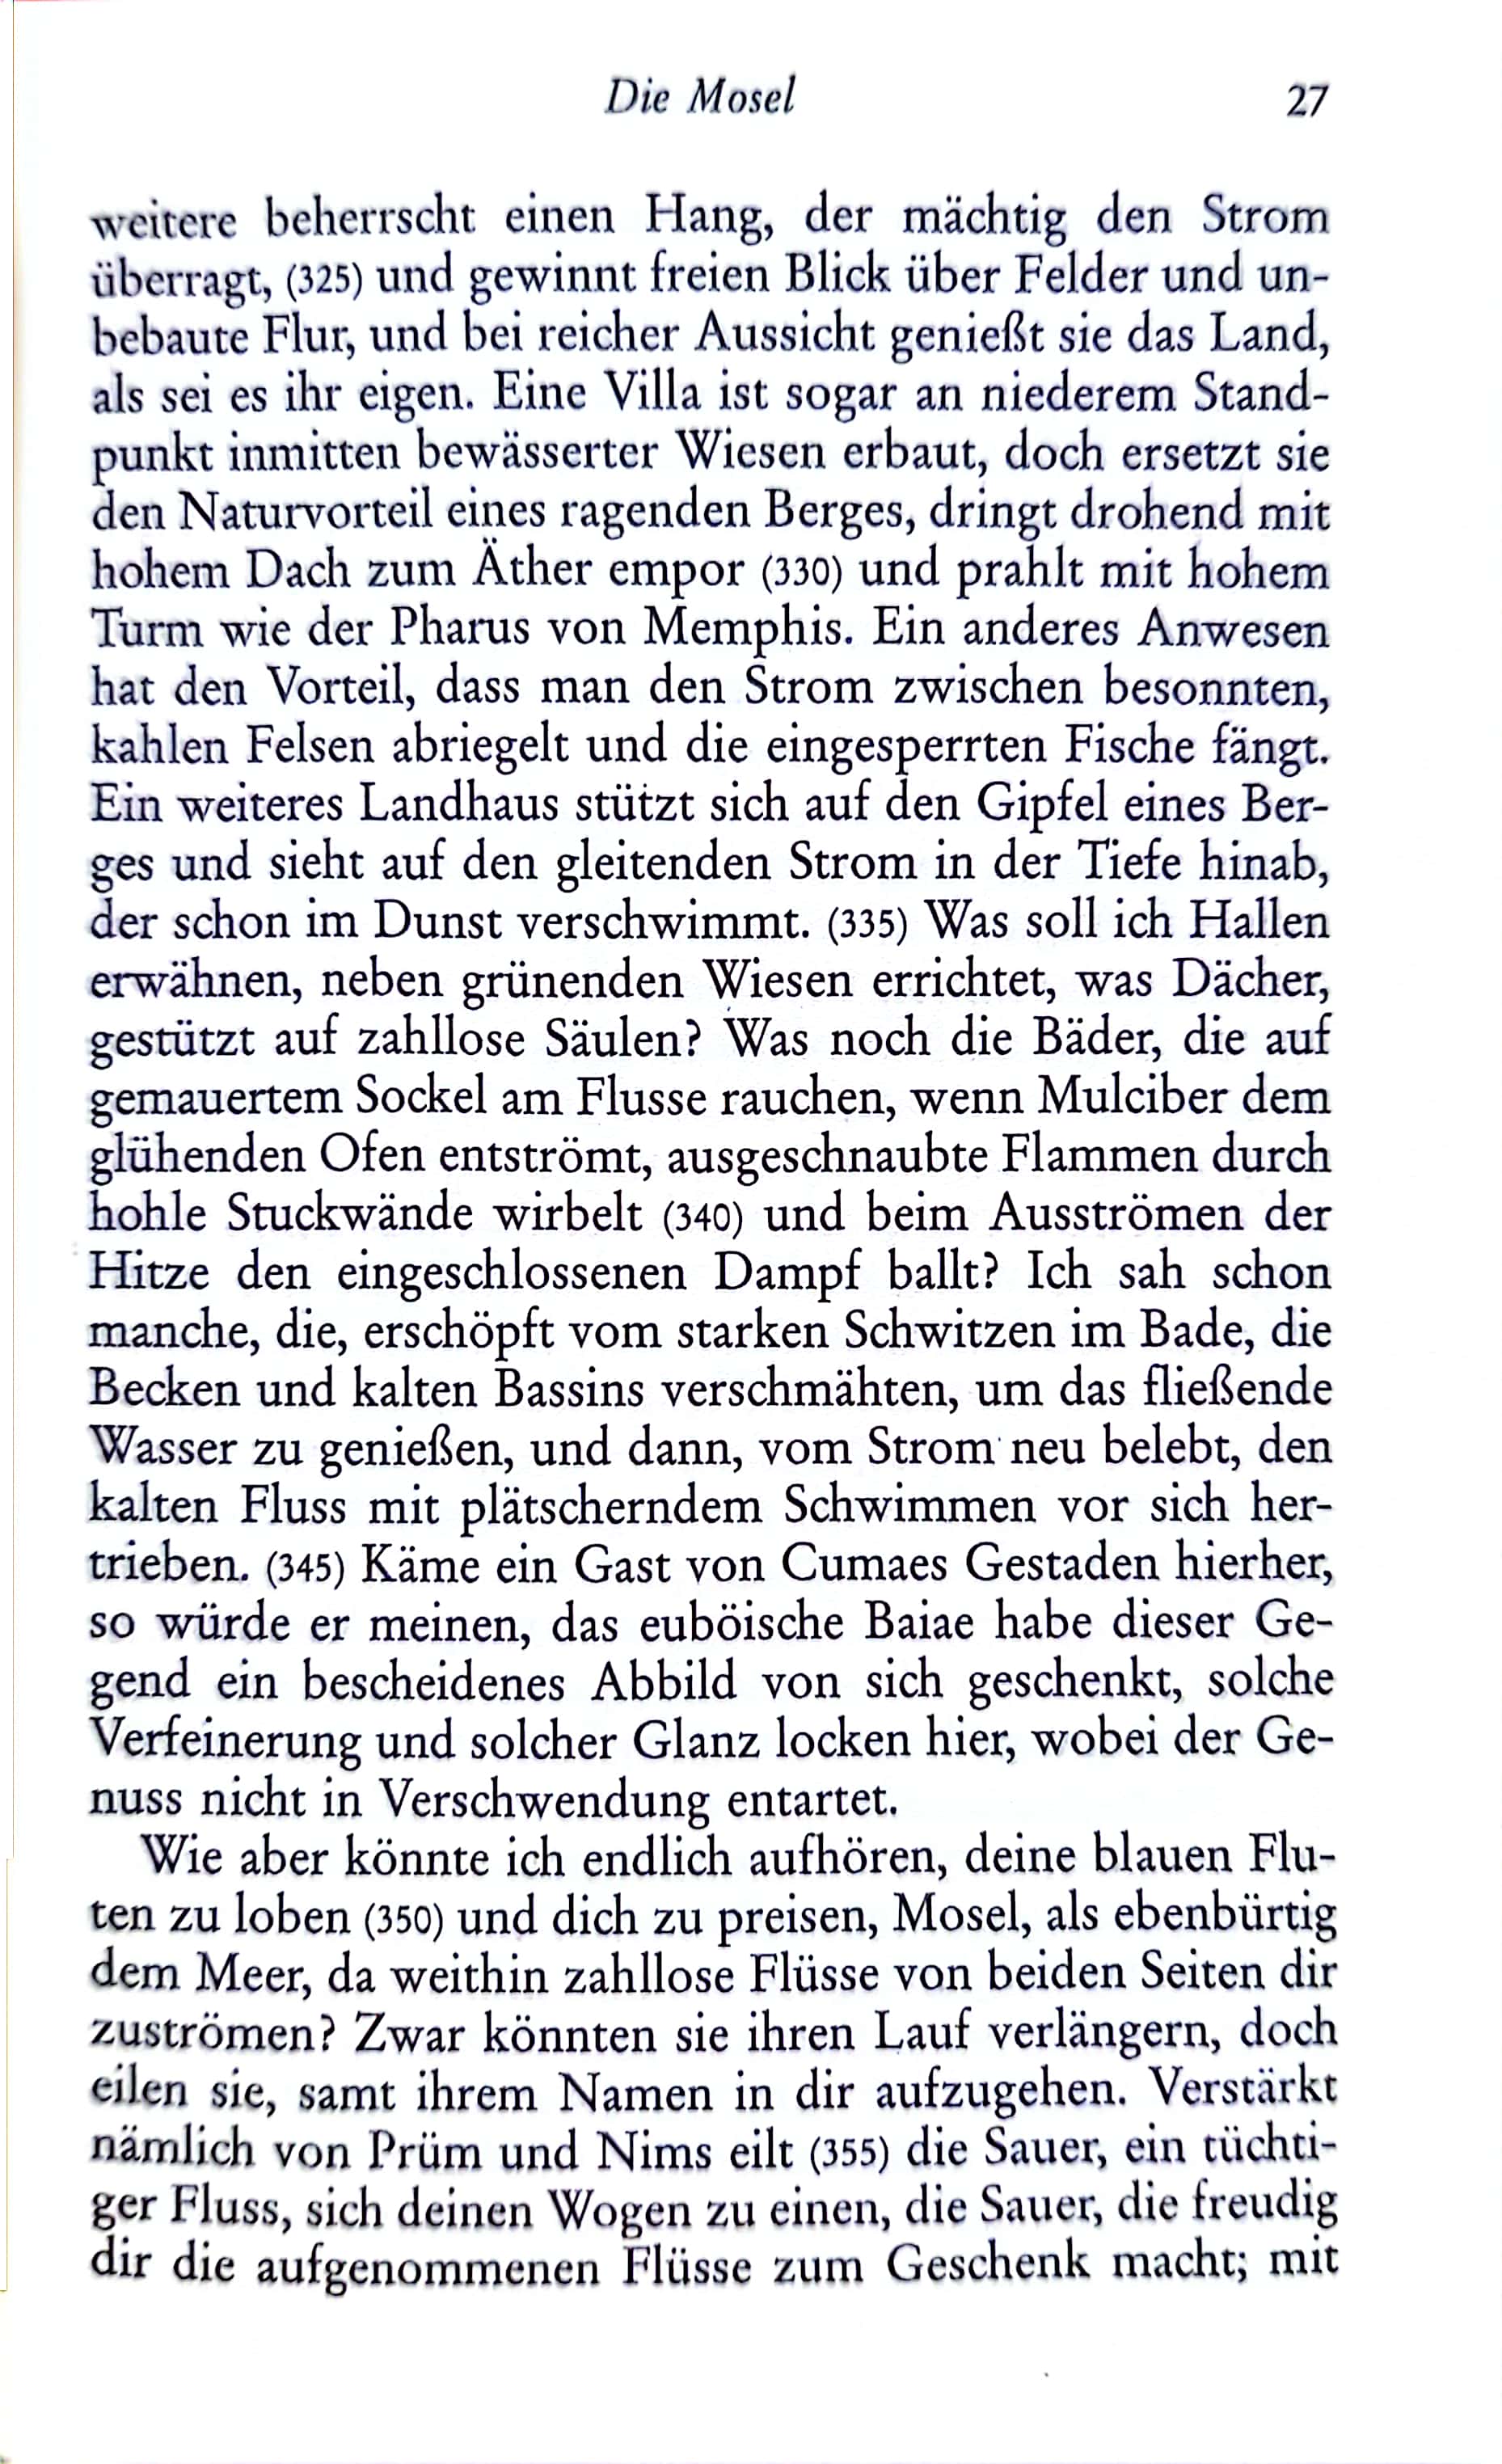 Die Mosel 27
weitere beherrscht einen Hang, der mächtig den Strom
überragt, (325) und gewinnt freien Blick über Felder und un-
bebaute Flur, und bei reicher Aussicht genießt sie das Land,
als sei es ihr eigen. Eine Villa ist sogar an niederem Stand-
punkt inmitten bewässerter Wiesen erbaut, doch ersetzt sie
den Naturvorteil eines ragenden Berges, dringt drohend mit
hohem Dach zum Äther empor (330) und prahlt mit hohem
Turm wie der Pharus von Memphis. Ein anderes Anwesen
hat den Vorteil, dass man den Strom zwischen besonnten,
kahlen Felsen abriegelt und die eingesperrten Fische fängt.
Ein weiteres Landhaus stützt sich auf den Gipfel eines Ber-
ges und sieht auf den gleitenden Strom in der Tiefe hinab,
der schon im Dunst verschwimmt. (335) Was soll ich Hallen
erwähnen, neben grünenden Wiesen errichtet, was Dächer,
gestützt auf zahllose Säulen? Was noch die Bäder, die auf
gemauertem Sockel am Flusse rauchen, wenn Mulciber dem
glühenden Ofen entströmt, ausgeschnaubte Flammen durch
hohle Stuckwände wirbelt (340) und beim Ausströmen der
Hitze den eingeschlossenen Dampf ballt? Ich sah schon
manche, die, erschöpft vom starken Schwitzen im Bade, die
Becken und kalten Bassins verschmähten, um das fließende
Wasser zu genießen, und dann, vom Strom neu belebt, den
kalten Fluss mit plätscherndem Schwimmen vor sich her-
trieben. (345) Käme ein Gast von Cumaes Gestaden hierher,
so würde er meinen, das euböische Baiae habe dieser Ge-
gend ein bescheidenes Abbild von sich geschenkt, solche
Verfeinerung und solcher Glanz locken hier, wobei der Ge-
nuss nicht in Verschwendung entartet.
Wie aber könnte ich endlich aufhören, deine blauen Flu-
ten zu loben (350) und dich zu preisen, Mosel, als ebenbürtig
dem Meer, da weithin zahllose Flüsse von beiden Seiten dir
zuströmen? Zwar könnten sie ihren Lauf verlängern, doch
eilen sie, samt ihrem Namen in dir aufzugehen. Verstärkt
nämlich von Prüm und Nims eilt (355) die Sauer, ein tüchti-
ger Fluss, sich deinen Wogen zu einen, die Sauer, die freudig
dir die aufgenommenen Flüsse zum Geschenk macht; mit